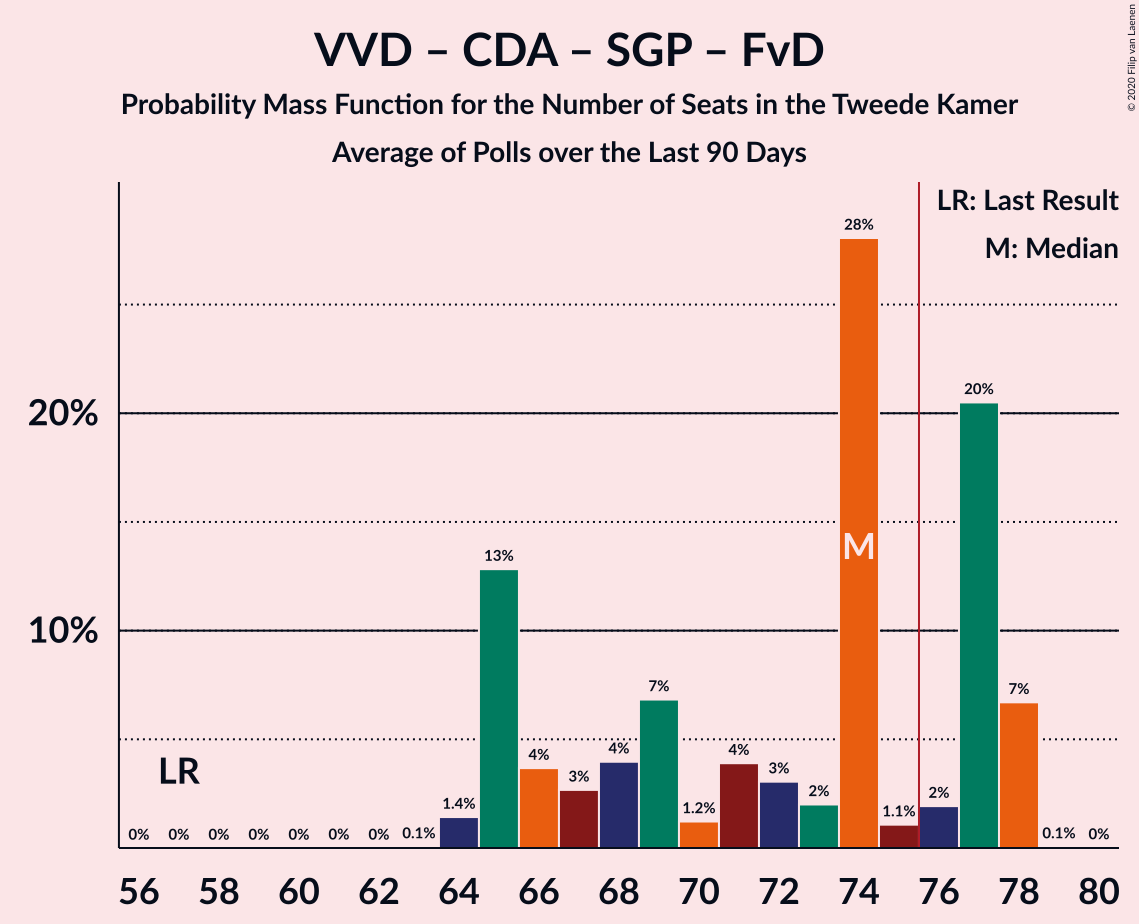 VVD – CDA – SGP – FvD
Probability Mass Function for the Number of Seats in the Tweede Kamer
Average of Polls over the Last 90 Days
© 2020 Filip van Laenen
LR: Last Result
M: Median
20%
10%
LR
M
0% 0% 0% 0% 0% 0% 0% 0.1% 1.4% 13% 4% 3% 4% 7% 1.2% 4% 3% 2% 28% 1.1% 2% 20% 7% 0.1% 0%
56 58 60 62 64 66 68 70 72 74 76 78 80